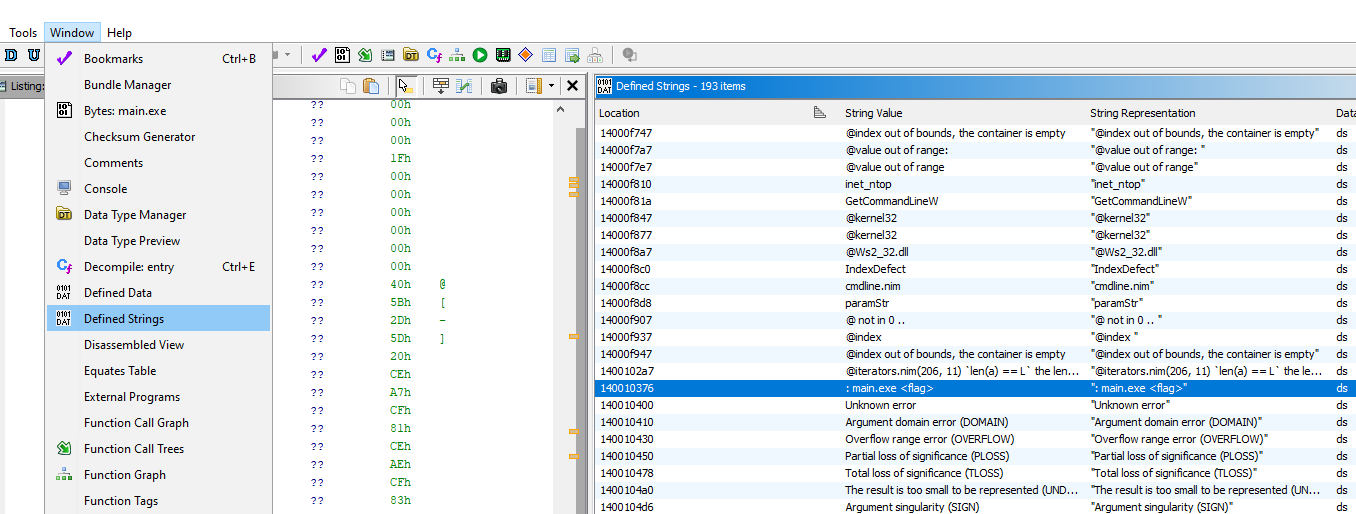 Tools Window Help
Bookmarks Ctrl+B
Bundle Manager
Bytes: main.exe
Checksum Generator
Comments
Console
Data Type Manager
Data Type Preview
Decompile: entry Ctrl+E
Defined Data
Defined Strings
Disassembled View
Equates Table
External Programs
Function Call Graph
Function Call Trees
Function Graph
Function Tags
Listing:
?? 00h
?? 00h
?? 00h
?? 1Fh
?? 00h
?? 00h
?? 00h
?? 00h
?? 00h
?? 00h
?? 40h @
?? 5Bh [
?? 2Dh -
?? 5Dh ]
?? 20h
?? CEh
?? A7h
?? CFh
?? 81h
?? CEh
?? AEh
?? CFh
?? 83h
Defined Strings - 193 items
Location String Value String Representation Data
14000f747 @index out of bounds, the container is empty "@index out of bounds, the container is empty" ds
14000f7a7 @value out of range: "@value out of range: " ds
14000f7e7 @value out of range "@value out of range" ds
14000f810 inet_ntop "inet_ntop" ds
14000f81a GetCommandLineW "GetCommandLineW" ds
14000f847 @kernel32 "@kernel32" ds
14000f877 @kernel32 "@kernel32" ds
14000f8a7 @Ws2_32.dll "@Ws2_32.dll" ds
14000f8c0 IndexDefect "IndexDefect" ds
14000f8cc cmdline.nim "cmdline.nim" ds
14000f8d8 paramStr "paramStr" ds
14000f907 @ not in 0 .. "@ not in 0 .. " ds
14000f937 @index "@index " ds
14000f947 @index out of bounds, the container is empty "@index out of bounds, the container is empty" ds
1400102a7 @iterators.nim(206, 11) `len(a) == L` the len... "@iterators.nim(206, 11) `len(a) == L` the len... ds
140010376 : main.exe <flag> ": main.exe <flag>" ds
140010400 Unknown error "Unknown error" ds
140010410 Argument domain error (DOMAIN) "Argument domain error (DOMAIN)" ds
140010430 Overflow range error (OVERFLOW) "Overflow range error (OVERFLOW)" ds
140010450 Partial loss of significance (PLOSS) "Partial loss of significance (PLOSS)" ds
140010478 Total loss of significance (TLOSS) "Total loss of significance (TLOSS)" ds
1400104a0 The result is too small to be represented (UND... "The result is too small to be represented (UN... ds
1400104d6 Argument singularity (SIGN) "Argument singularity (SIGN)" ds